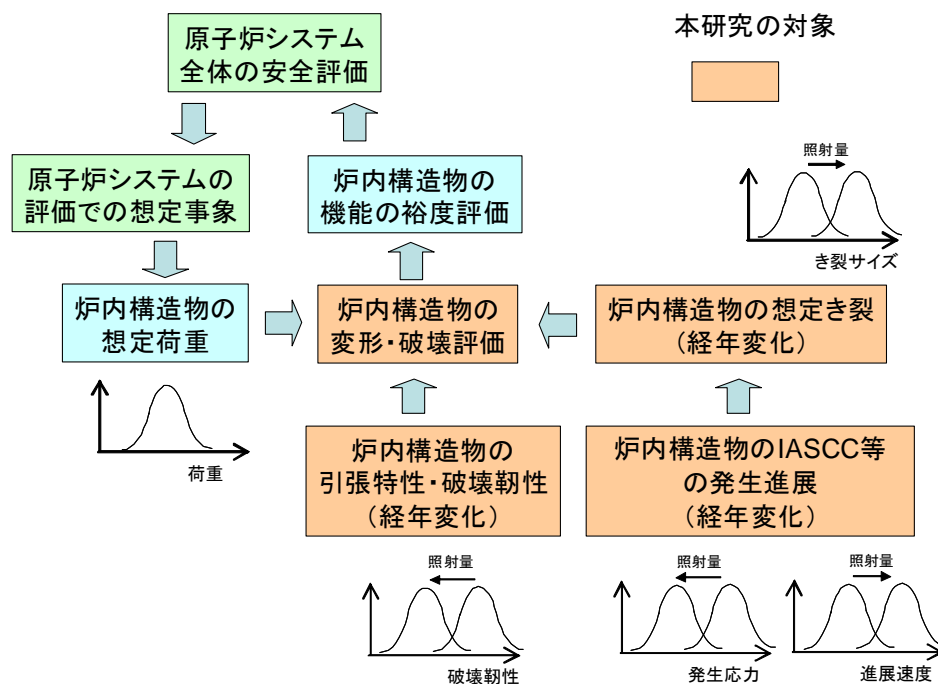 原子炉システム
全体の安全評価
本研究の対象
原子炉システムの
評価での想定事象
炉内構造物の
機能の裕度評価
照射量
き裂サイズ
炉内構造物の
想定荷重
炉内構造物の
変形・破壊評価
炉内構造物の想定き裂
(経年変化)
荷重
炉内構造物の
引張特性・破壊靭性
(経年変化)
炉内構造物のIASCC等
の発生進展
(経年変化)
照射量
破壊靭性
照射量
発生応力
照射量
進展速度